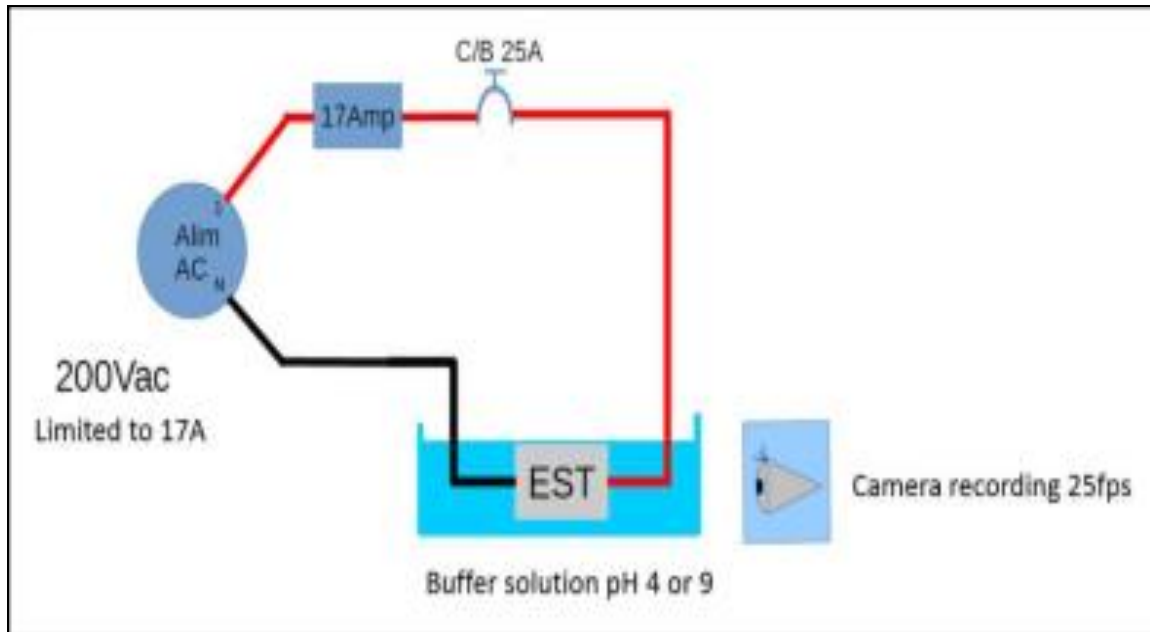 C/B 25A
17Amp
Alim
AC
N
200Vac
Limited to 17A
EST
Camera recording 25fps
Buffer solution pH 4 or 9